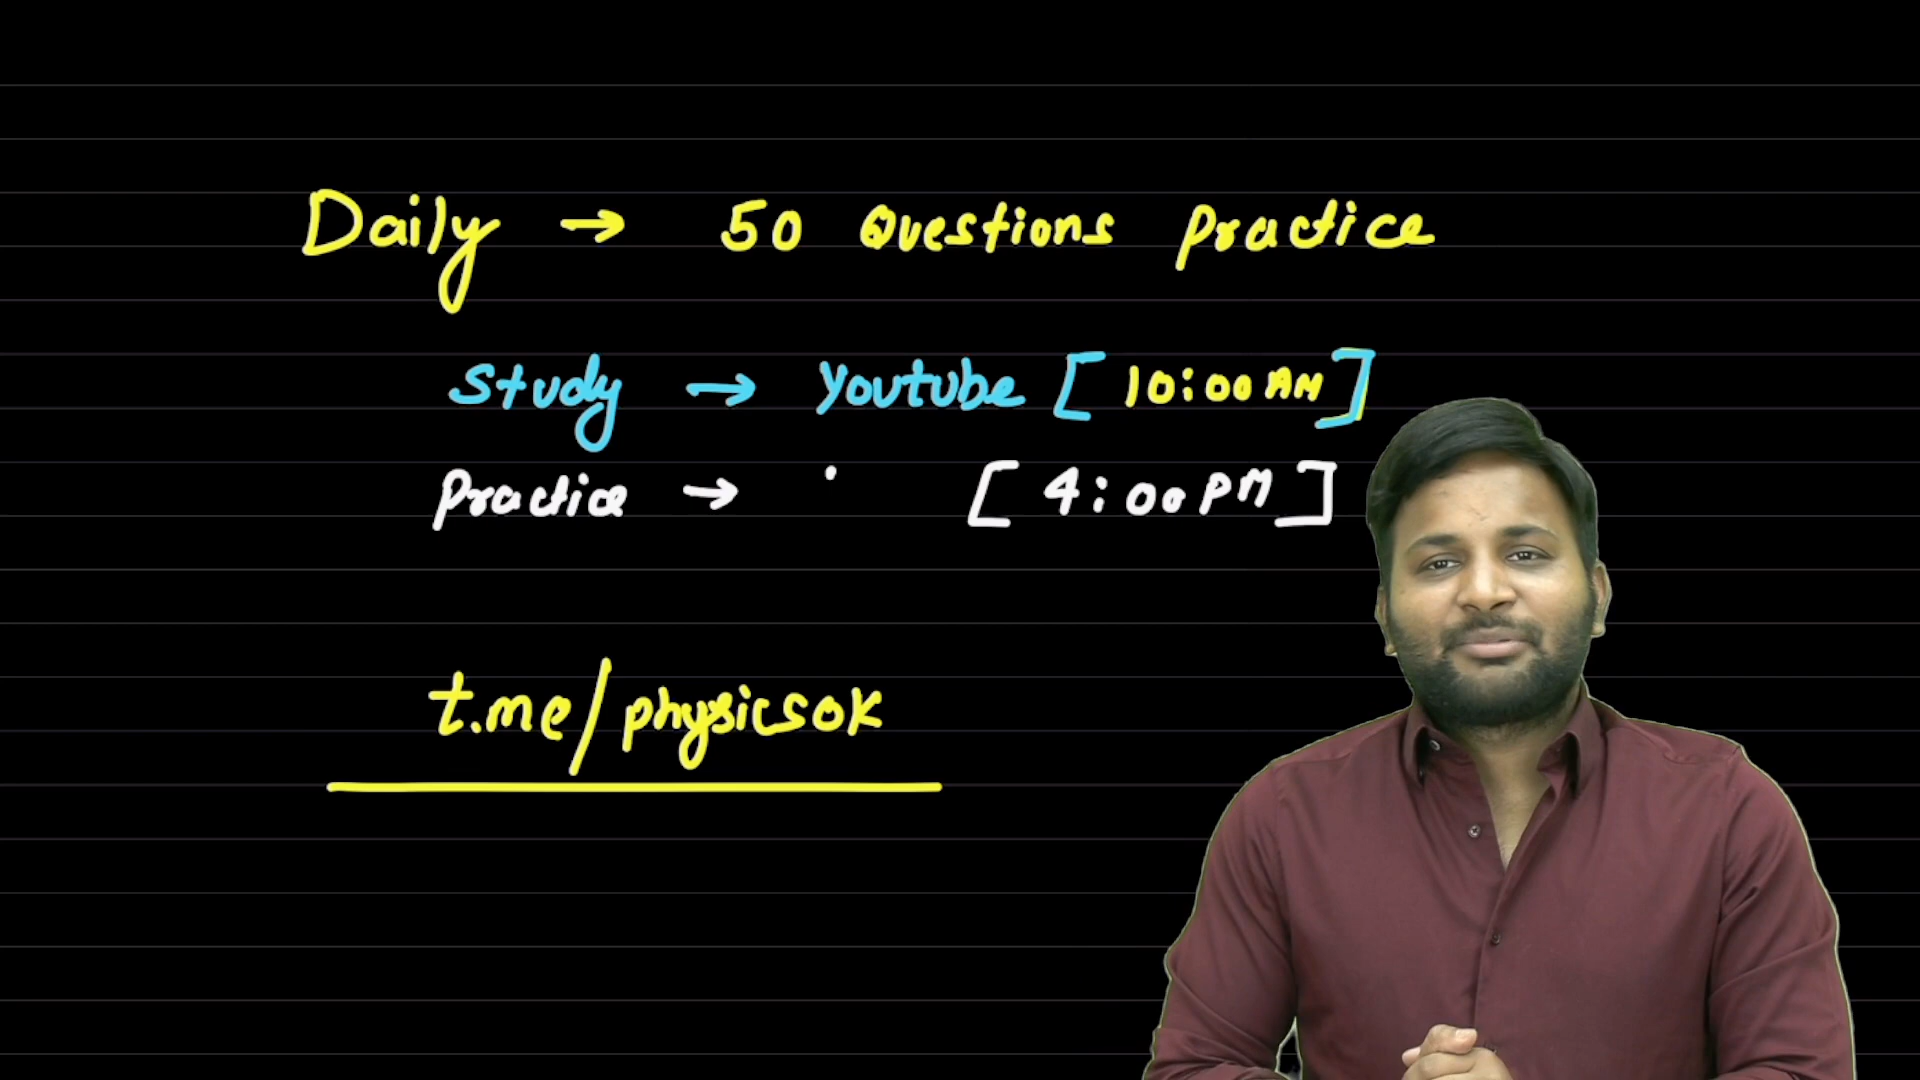 Daily → 50 Questions practice
study → Youtube [ 10:00 AM ]
practice → [ 4:00 PM ]
t.me/physicsok